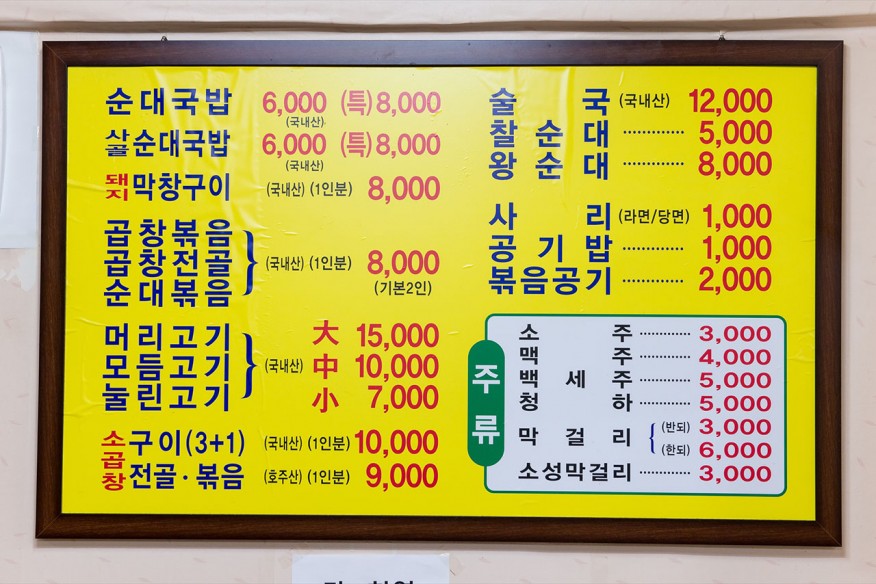 순대국밥 6,000 (특)8,000
(국내산)
사골순대국밥 6,000 (특)8,000
(국내산)
돼지막창구이 (국내산) (1인분) 8,000
곱창볶음
곱창전골 (국내산) (1인분) 8,000
순대볶음 (기본2인)
머리고기 大 15,000
모듬고기 (국내산) 中 10,000
눌린고기 小 7,000
소곱창
구이(3+1) (국내산) (1인분) 10,000
전골·볶음 (호주산) (1인분) 9,000
술국 (국내산) 12,000
찰순대 ············ 5,000
왕순대 ············ 8,000
사리 (라면/당면) 1,000
공기밥 ············ 1,000
볶음공기 ············ 2,000
주류
소주 ············ 3,000
맥주 ············ 4,000
백세주 ············ 5,000
청하 ············ 5,000
막걸리 (반되) 3,000
(한되) 6,000
소성막걸리 ············ 3,000